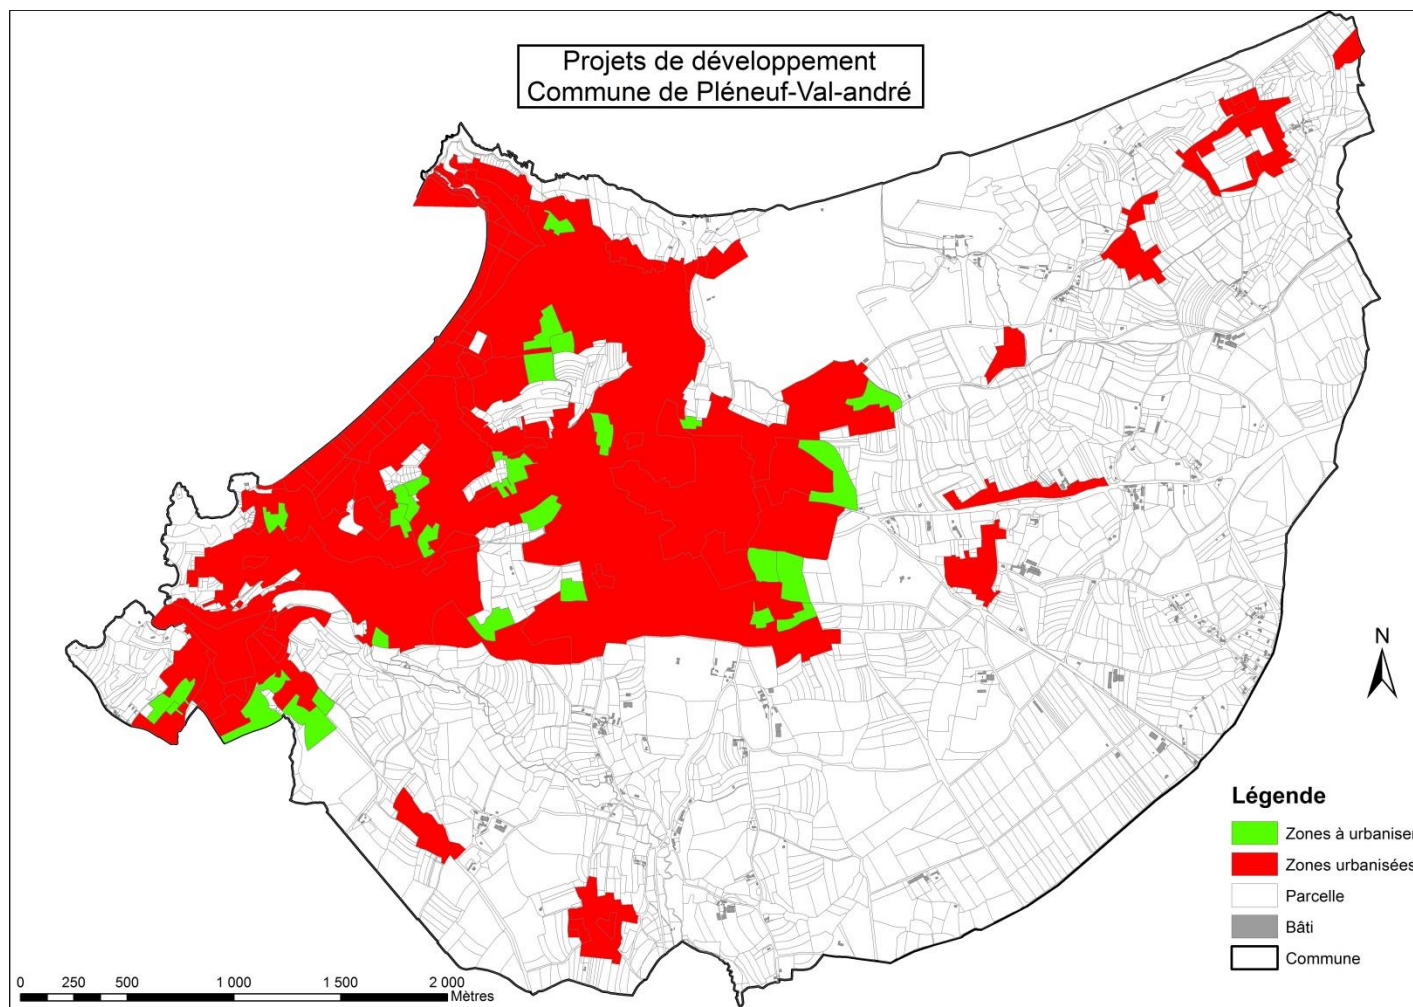 Projets de développement
Commune de Pléneuf-Val-andré
N
Légende
Zones à urbaniser
Zones urbanisées
Parcelle
Bâti
Commune
0 250 500 1 000 1 500 2 000
Mètres